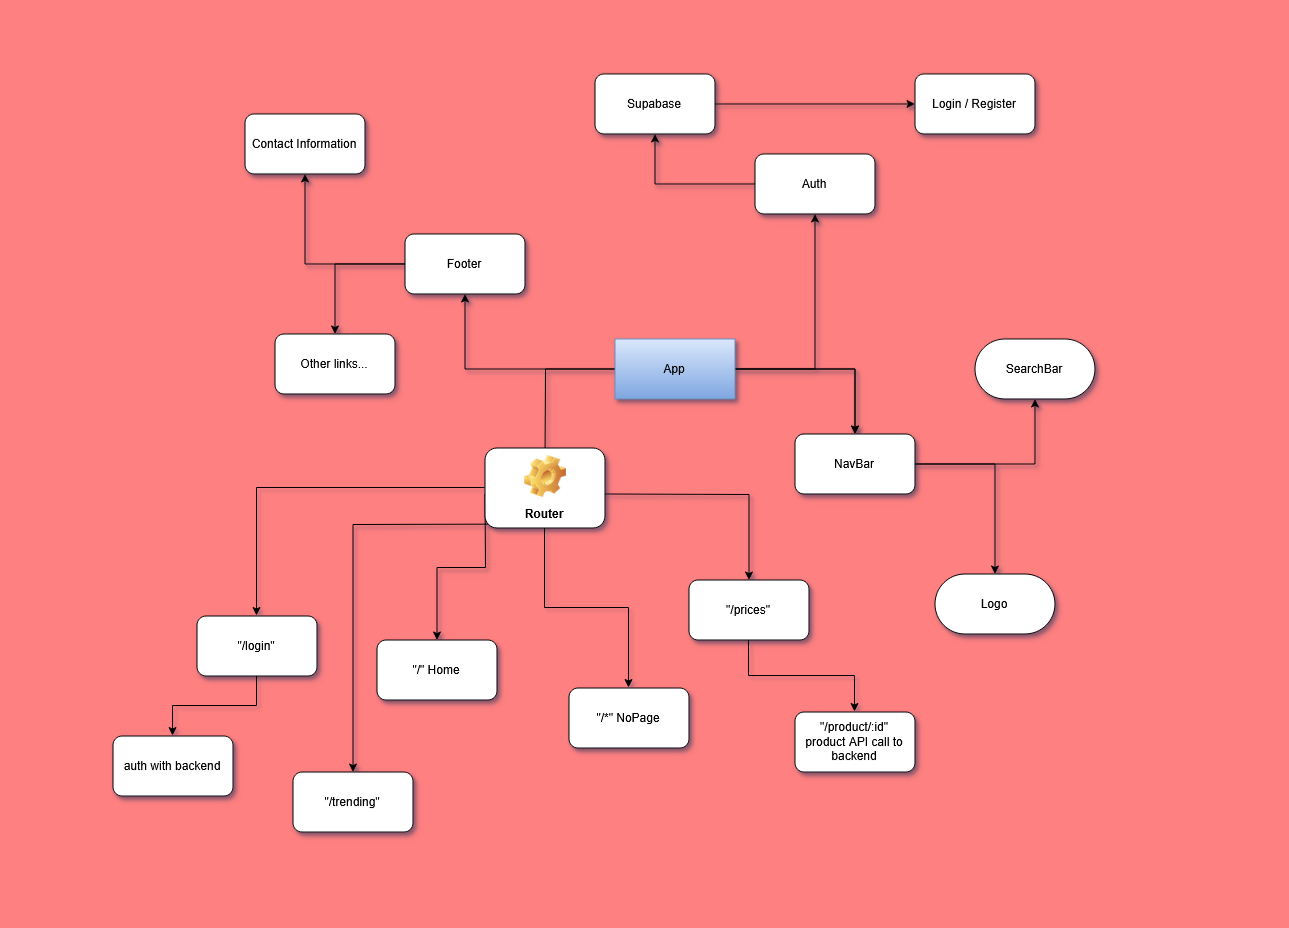 Supabase
Login / Register
Contact Information
Auth
Footer
Other links...
App
SearchBar
NavBar
Router
Logo
"/prices"
"/login"
"/" Home
"/*" NoPage
"/product/:id"
product API call to
backend
auth with backend
"/trending"